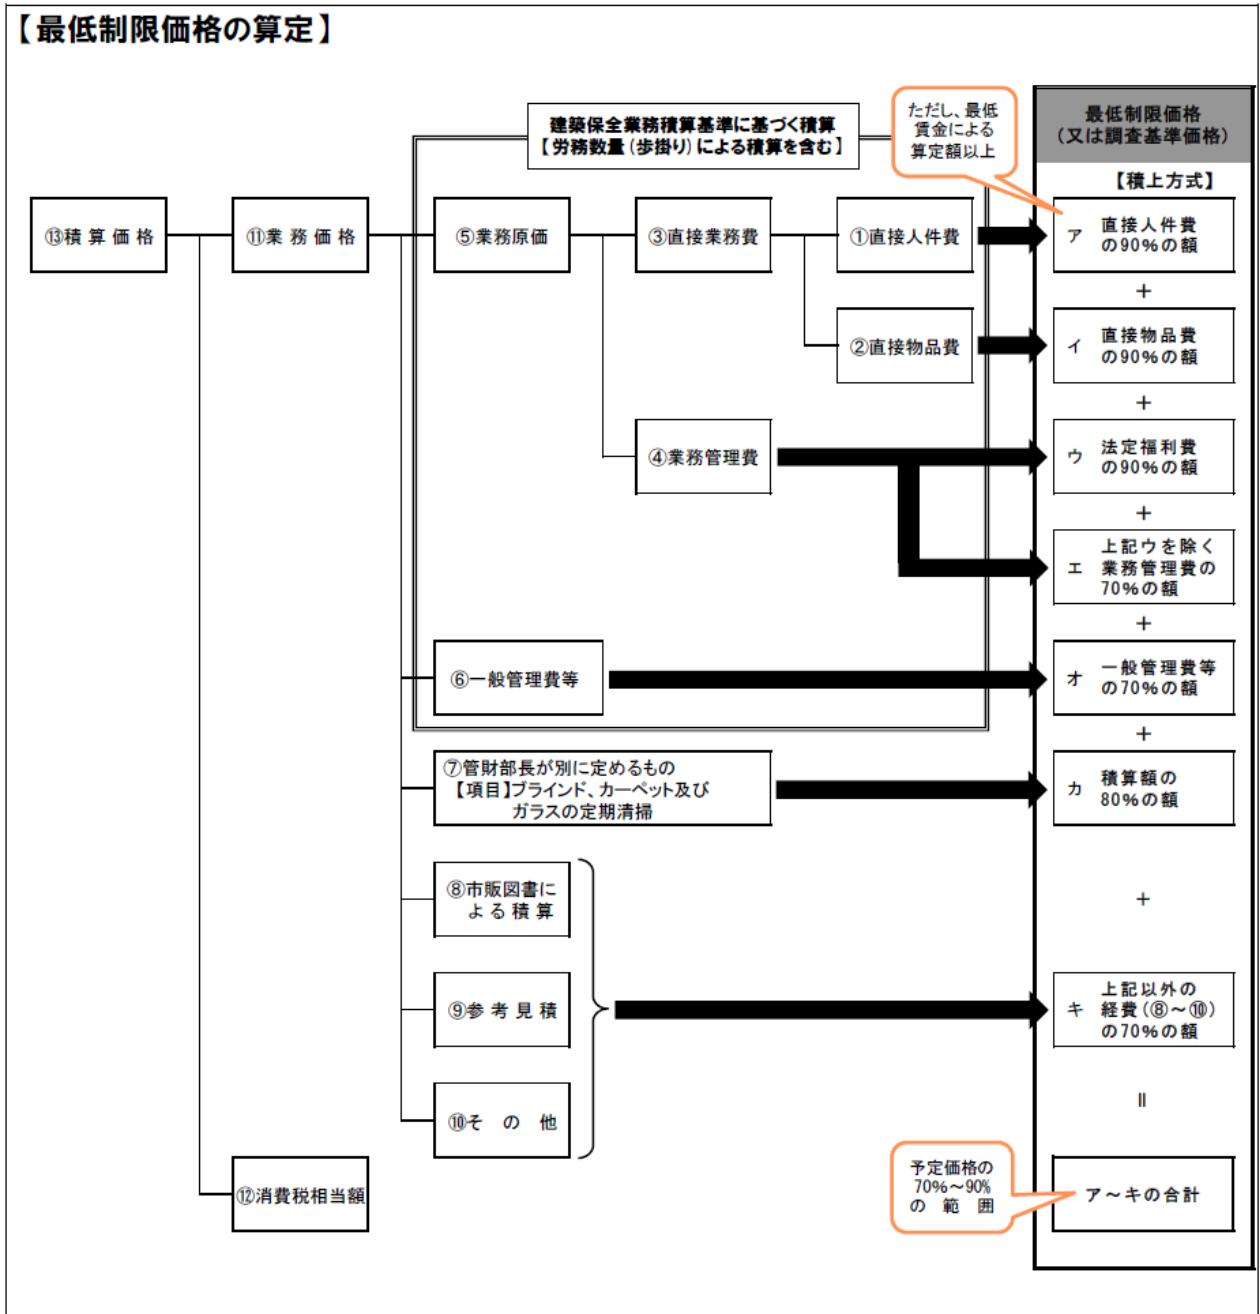 【最低制限価格の算定】
建築保全業務積算基準に基づく積算
【労務数量(歩掛り)による積算を含む】
ただし、最低
賃金による
算定額以上
最低制限価格
(又は調査基準価格)
【積上方式】
⑬積算価格
⑪業務価格
⑤業務原価
③直接業務費
①直接人件費
ア 直接人件費
の90%の額
+
②直接物品費
イ 直接物品費
の90%の額
+
④業務管理費
ウ 法定福利費
の90%の額
+
エ 上記ウを除く
業務管理費の
70%の額
+
⑥一般管理費等
オ 一般管理費等
の70%の額
+
⑦管財部長が別に定めるもの
【項目】ブラインド、カーペット及び
ガラスの定期清掃
カ 積算額の
80%の額
⑧市販図書に
よる積算
+
⑨参考見積
キ 上記以外の
経費(⑧~⑩)
の70%の額
⑩その他
=
⑫消費税相当額
予定価格の
70%~90%
の範囲
ア~キの合計